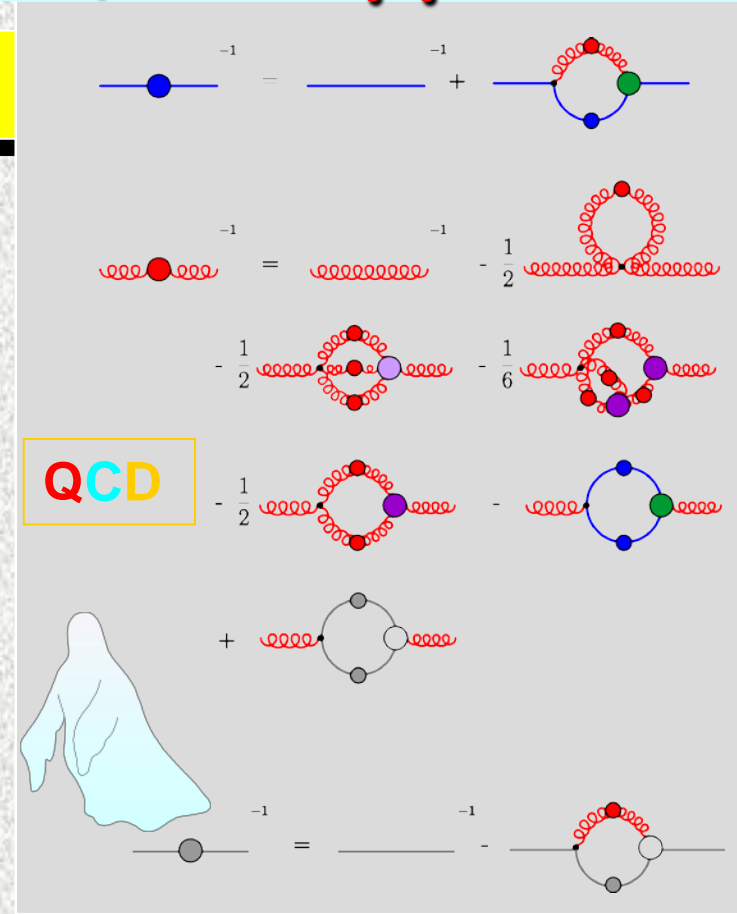 -1 = -1 +
-1 = -1 - 1/2
- 1/2 - 1/6
QCD
- 1/2 -
+
-1 = -1 -